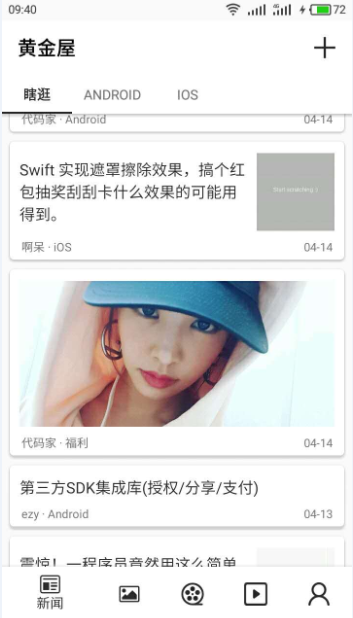 09:40
72
黄金屋
瞎逛 ANDROID IOS
代码家 · Android 04-14
Swift 实现遮罩擦除效果，搞个红
包抽奖刮刮卡什么效果的可能用
得到。
啊呆 · iOS 04-14
代码家 · 福利 04-14
第三方SDK集成库(授权/分享/支付)
ezy · Android 04-13
震惊！一程序员竟然用这么简单
新闻